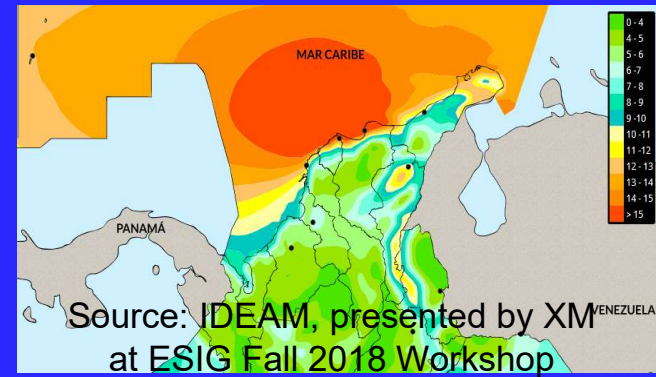 MAR CARIBE
0 - 4
4 - 5
5 - 6
6 - 7
7 - 8
8 - 9
9 -10
10 -11
11 -12
12 - 13
13 - 14
14 - 15
>15
PANAMÁ
VENEZUELA
Source: IDEAM, presented by XM
at ESIG Fall 2018 Workshop